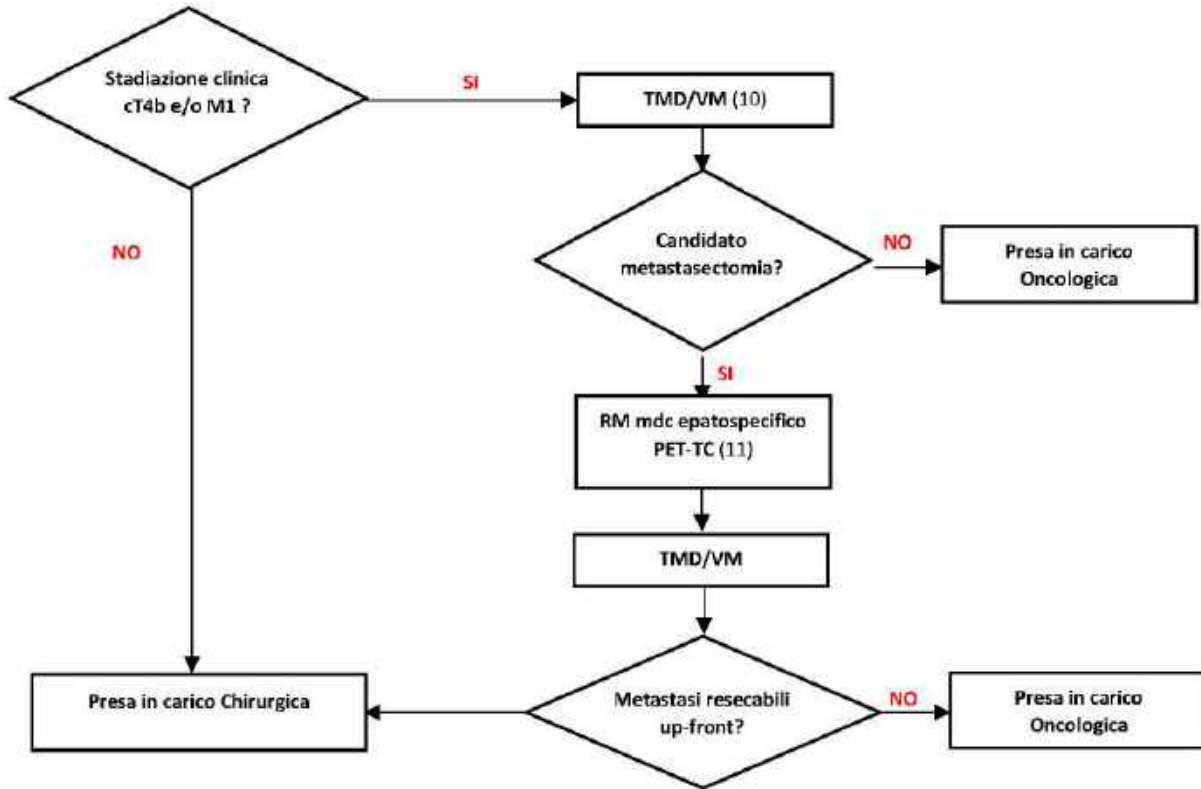 Stadiazione clinica
cT4b e/o M1 ?
SI
TMD/VM (10)
NO
Candidato
metastasectomia?
NO
Presa in carico
Oncologica
SI
RM mdc epatospecifico
PET-TC (11)
TMD/VM
Presa in carico Chirurgica
Metastasi resecabili
up-front?
NO
Presa in carico
Oncologica